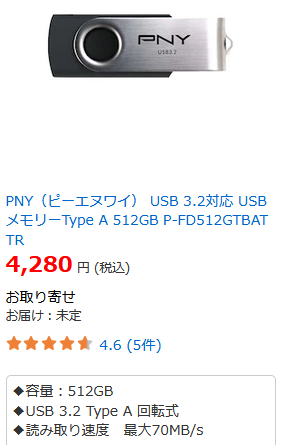 PNY
USB3.2
PNY（ピーエヌワイ） USB 3.2対応 USB
メモリーType A 512GB P-FD512GTBAT
TR
4,280 円 (税込)
お取り寄せ
お届け：未定
4.6 (5件)
◆容量：512GB
◆USB 3.2 Type A 回転式
◆読み取り速度　最大70MB/s